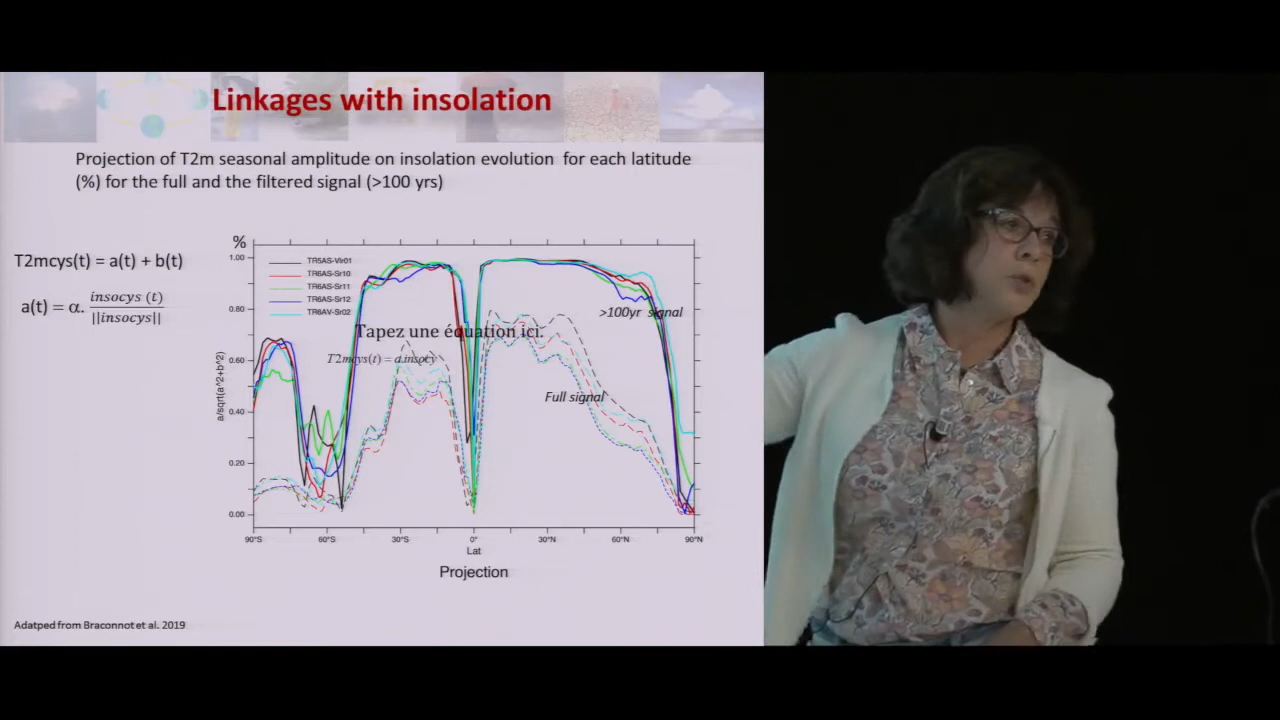 Linkages with insolation
Projection of T2m seasonal amplitude on insolation evolution for each latitude
(%) for the full and the filtered signal (>100 yrs)
T2mcys(t) = a(t) + b(t)
a(t) = α. insocys (t) / ||insocys||
%
1.00
0.80
0.60
0.40
0.20
0.00
a/sqrt(a^2+b^2)
TR5AS-Vlr01
TR6AS-Sr10
TR6AS-Sr11
TR6AS-Sr12
TR6AV-Sr02
>100yr signal
Tapez une équation ici.
T2mcys(t) = α.insocy
Full signal
90°S 60°S 30°S 0° 30°N 60°N 90°N
Lat
Projection
Adatped from Braconnot et al. 2019